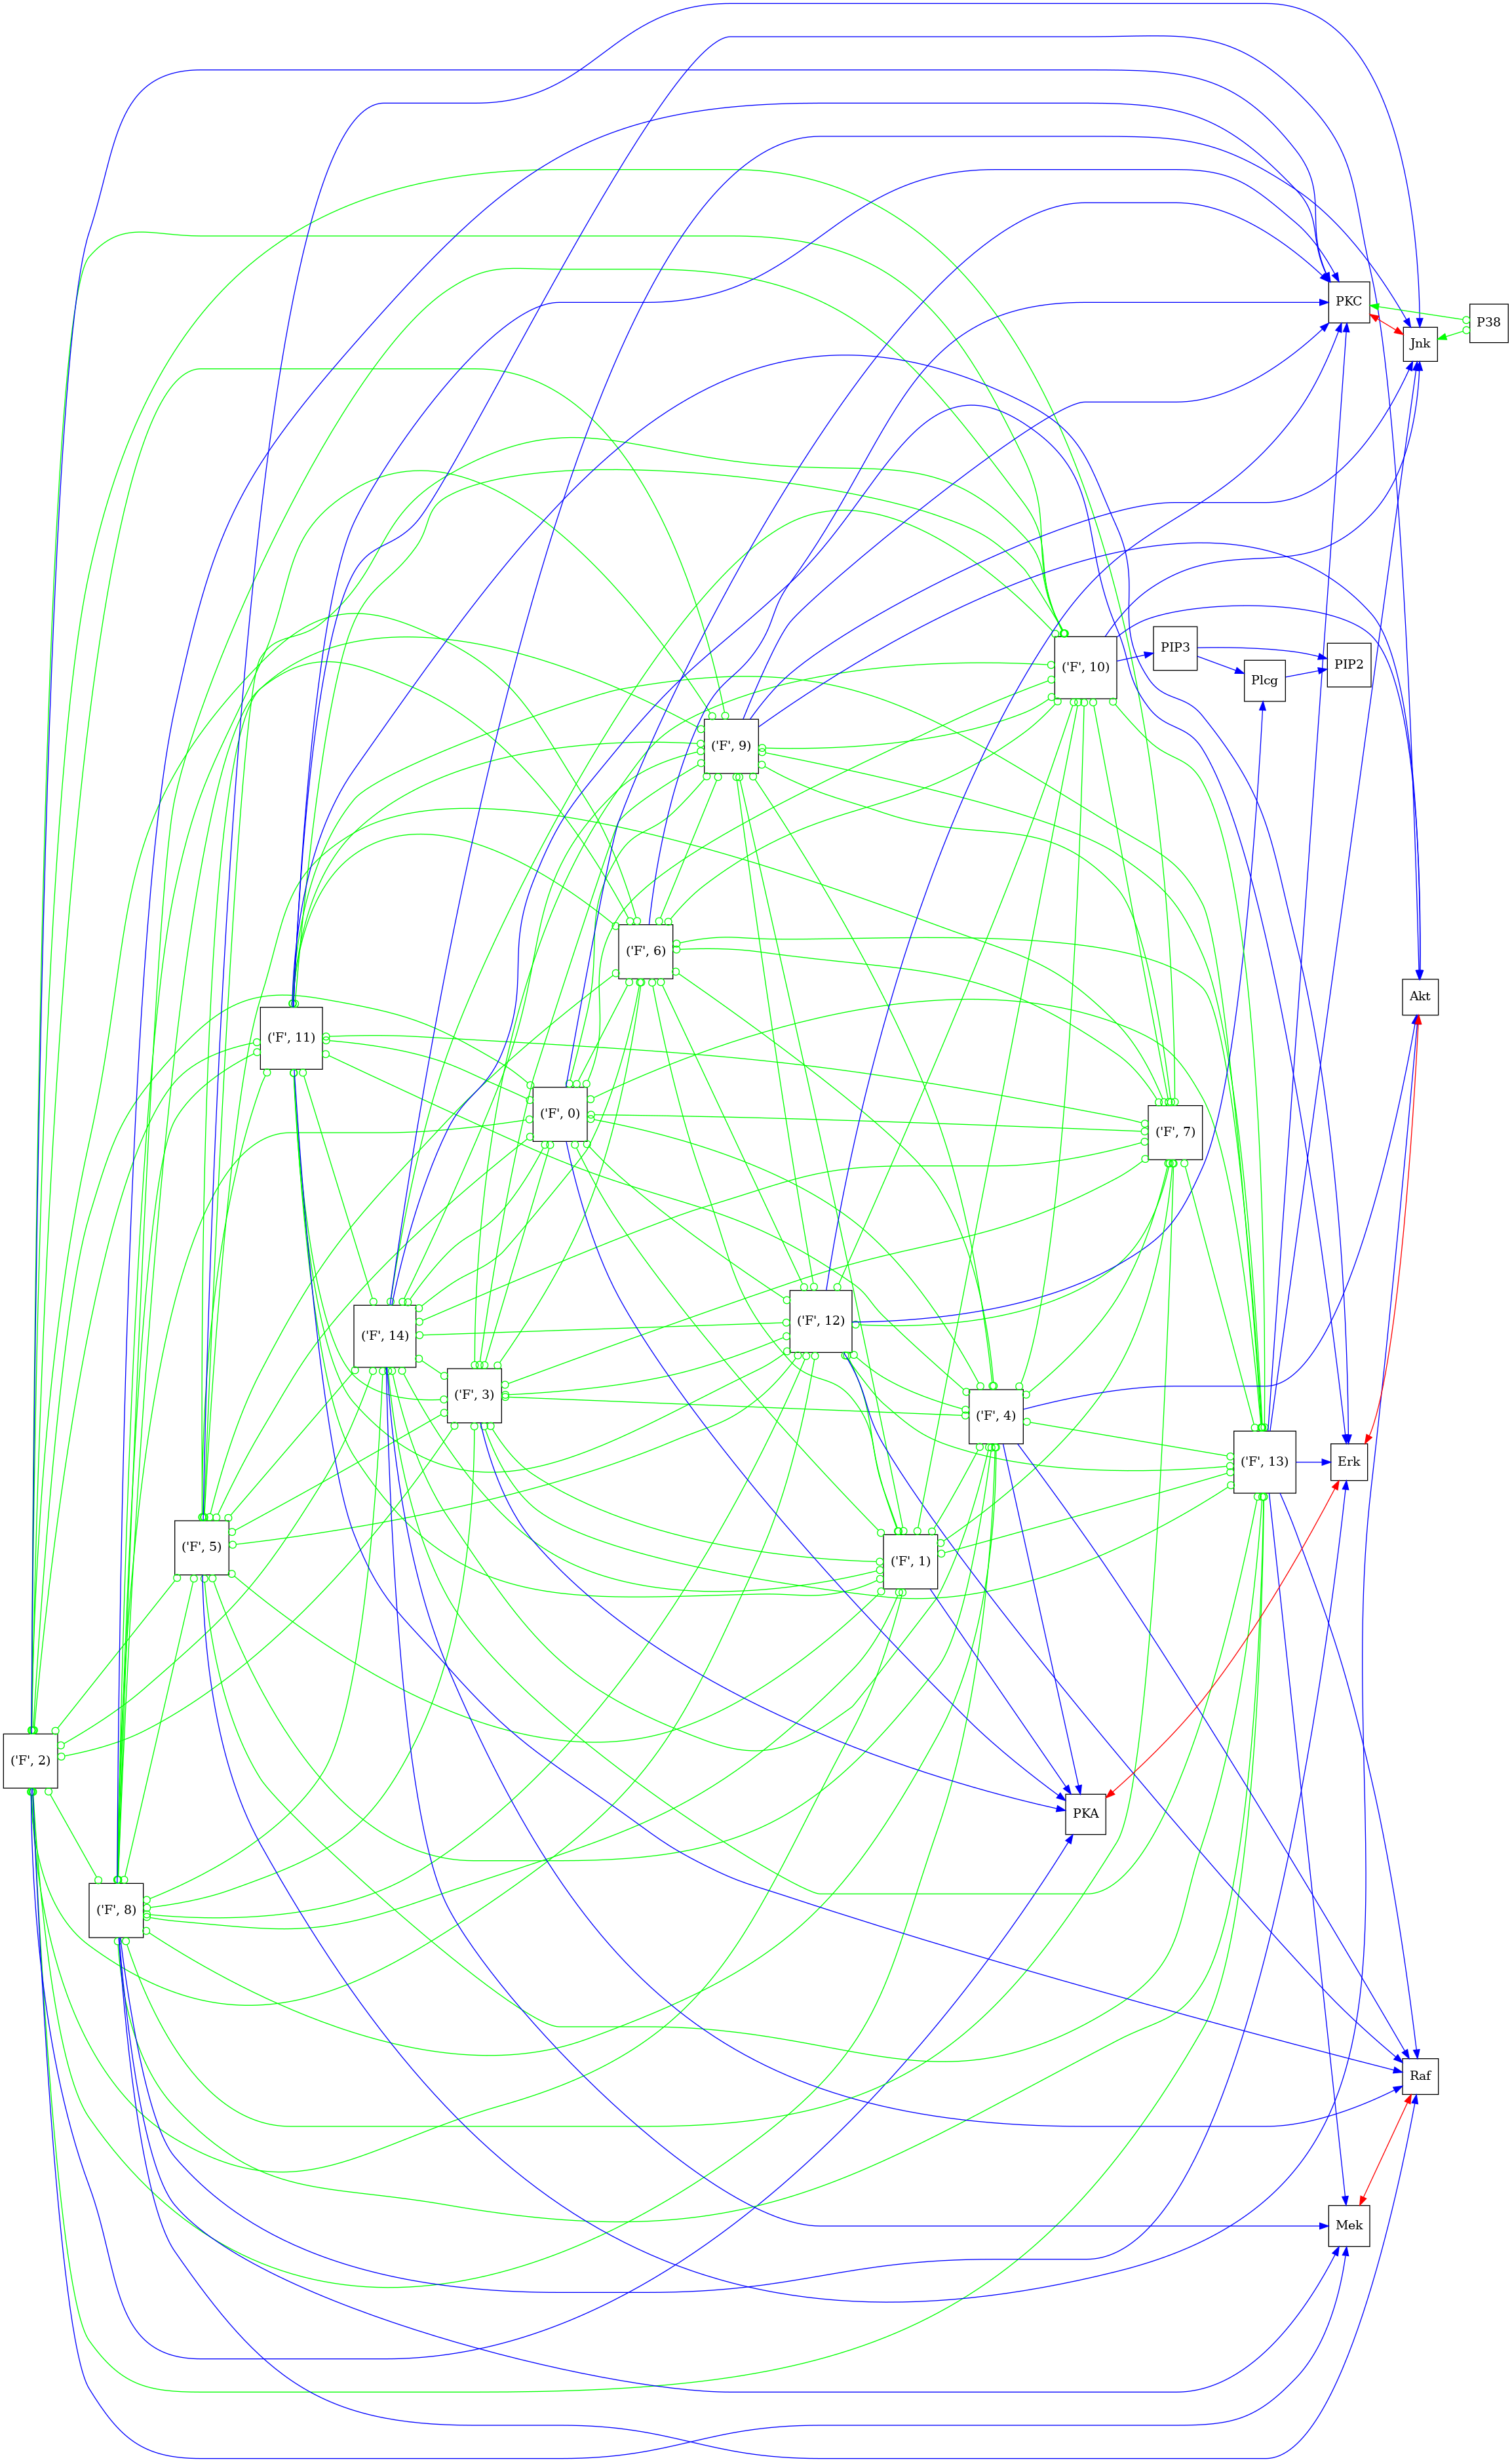 PKC
P38
Jnk
('F', 10)
PIP3
PIP2
Plcg
('F', 9)
('F', 6)
Akt
('F', 11)
('F', 0)
('F', 7)
('F', 12)
('F', 14)
('F', 3)
('F', 4)
('F', 13)
Erk
('F', 5)
('F', 1)
('F', 2)
PKA
('F', 8)
Raf
Mek